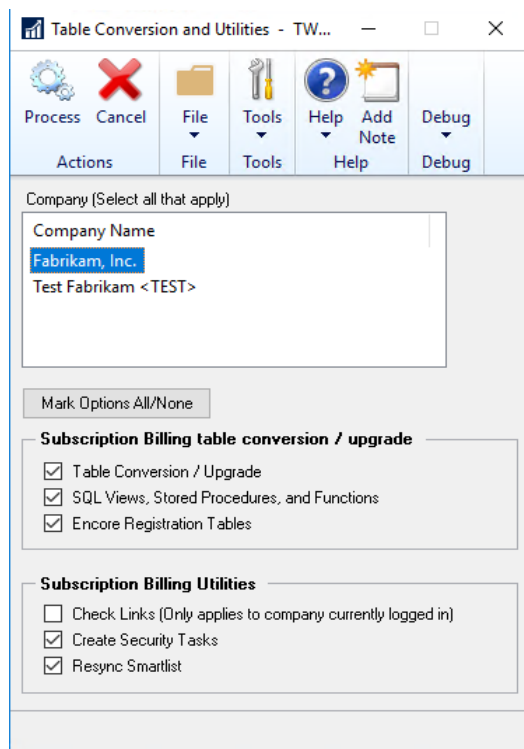 Table Conversion and Utilities - TW...
Process Cancel File Tools Help Add Note Debug
Actions File Tools Help Debug
Company (Select all that apply)
Company Name
Fabrikam, Inc.
Test Fabrikam <TEST>
Mark Options All/None
Subscription Billing table conversion / upgrade
Table Conversion / Upgrade
SQL Views, Stored Procedures, and Functions
Encore Registration Tables
Subscription Billing Utilities
Check Links (Only applies to company currently logged in)
Create Security Tasks
Resync Smartlist